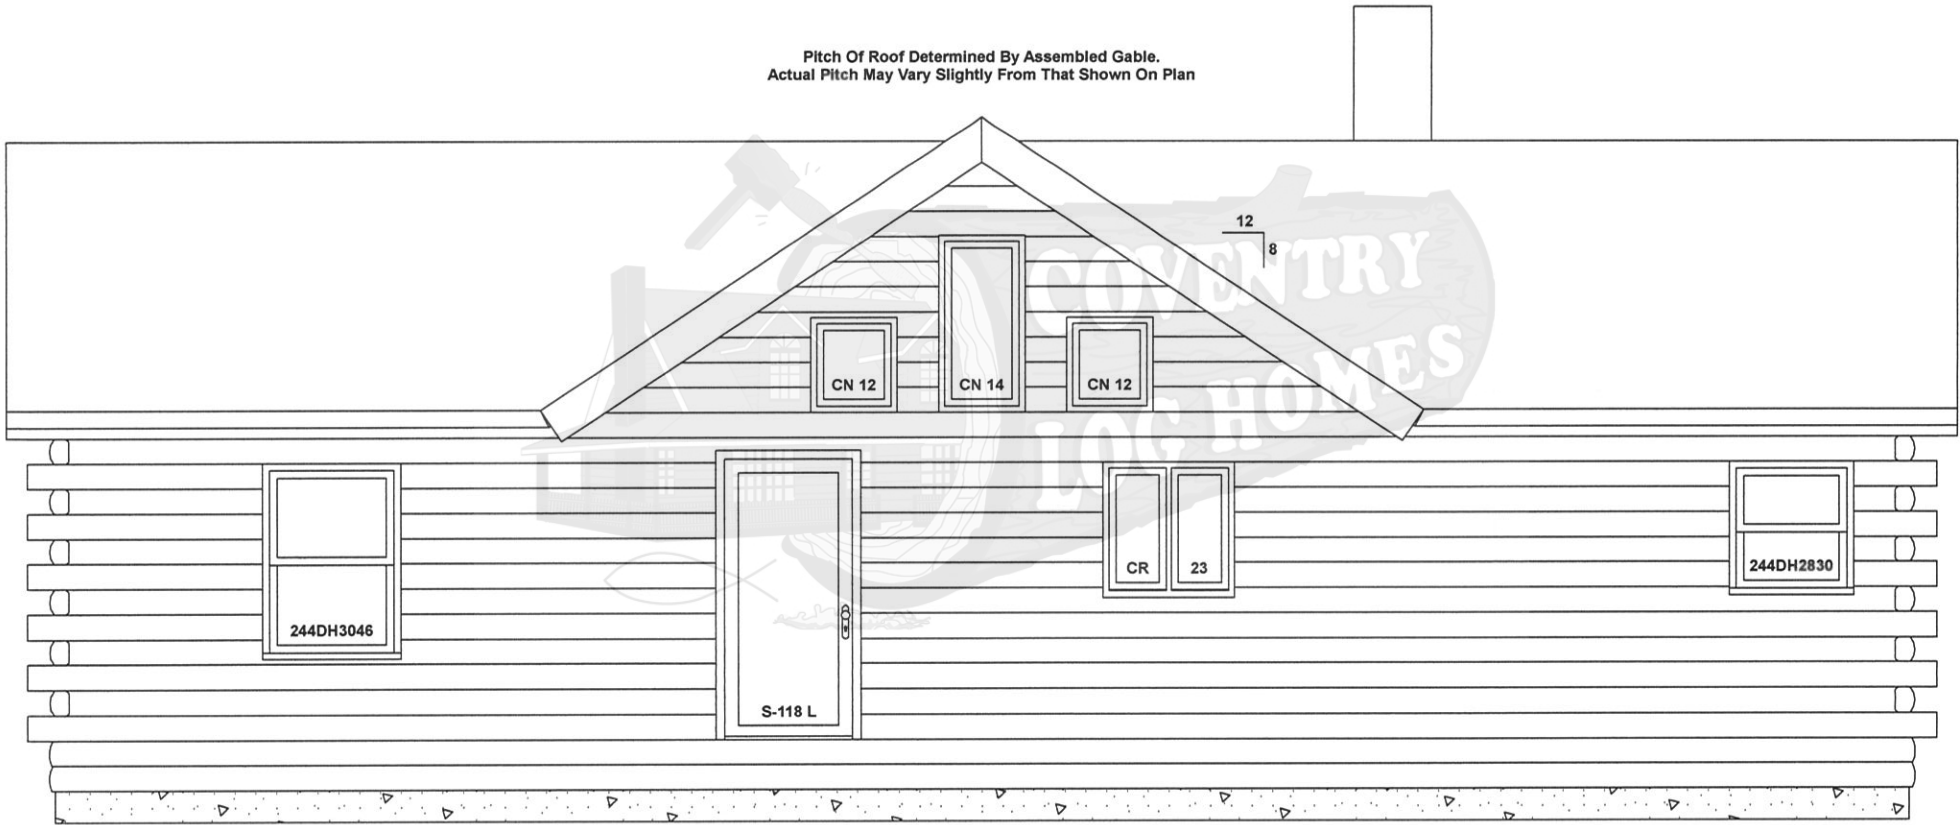 Pitch Of Roof Determined By Assembled Gable.
Actual Pitch May Vary Slightly From That Shown On Plan
12
8
COVENTRY
LOG HOMES
CN 12
CN 14
CN 12
CR
23
244DH2830
244DH3046
S-118 L